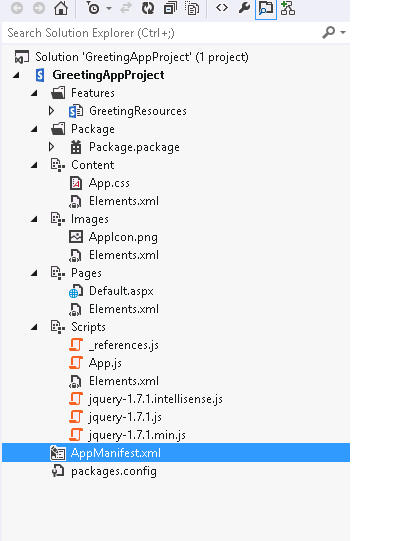 Search Solution Explorer (Ctrl+;)
Solution 'GreetingAppProject' (1 project)
GreetingAppProject
Features
GreetingResources
Package
Package.package
Content
App.css
Elements.xml
Images
AppIcon.png
Elements.xml
Pages
Default.aspx
Elements.xml
Scripts
_references.js
App.js
Elements.xml
jquery-1.7.1.intellisense.js
jquery-1.7.1.js
jquery-1.7.1.min.js
AppManifest.xml
packages.config